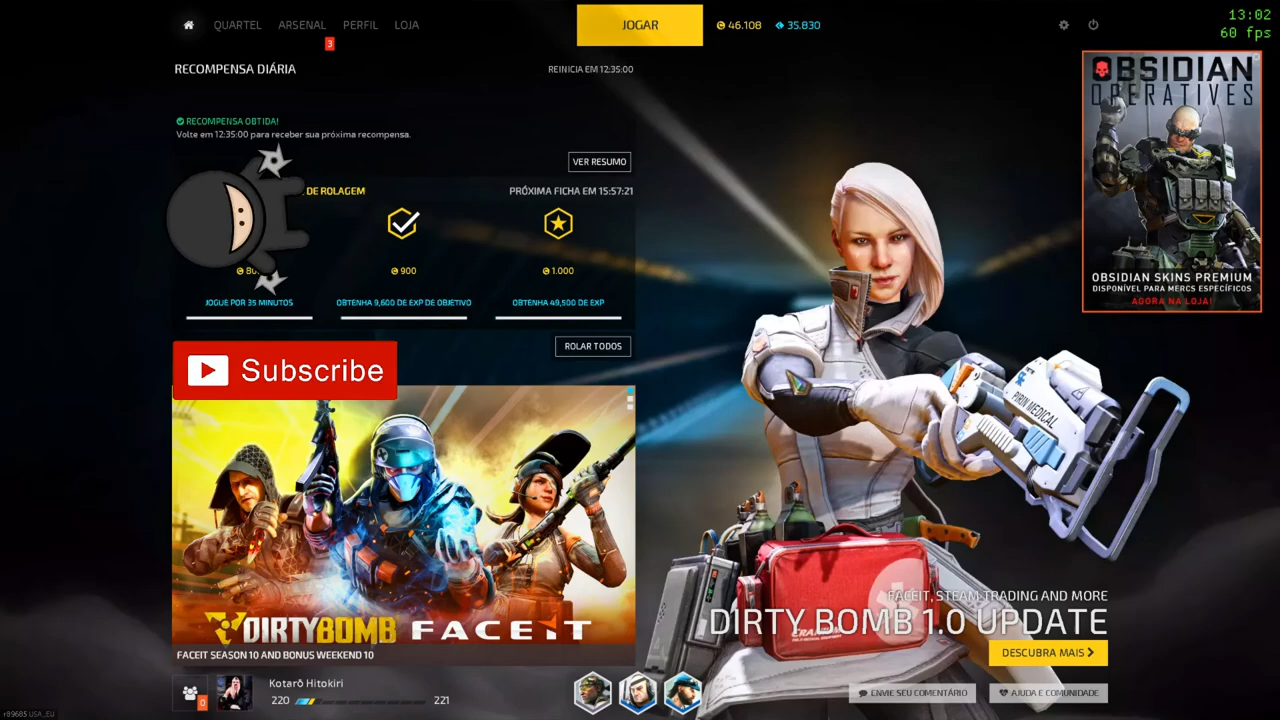 QUARTEL ARSENAL PERFIL LOJA
3
JOGAR
46.108 35.830
13:02
60 fps
RECOMPENSA DIÁRIA
REINICIA EM 12:35:00
RECOMPENSA OBTIDA!
Volte em 12:35:00 para receber sua próxima recompensa.
VER RESUMO
DE ROLAGEM
PRÓXIMA FICHA EM 15:57:21
900
1.000
JOGUE POR 35 MINUTOS
OBTENHA 9,600 DE EXP DE OBJETIVO
OBTENHA 49,500 DE EXP
ROLAR TODOS
Subscribe
DIRTYBOMB FACEIT
FACEIT SEASON 10 AND BONUS WEEKEND 10
OBSIDIAN
OPERATIVES
OBSIDIAN SKINS PREMIUM
DISPONÍVEL PARA MERCS ESPECÍFICOS
AGORA NA LOJA!
PIRIN MEDICAL
FACEIT, STEAM TRADING AND MORE
DIRTY BOMB 1.0 UPDATE
DESCUBRA MAIS
0
Kotarō Hitokiri
220 221
ENVIE SEU COMENTÁRIO
AJUDA E COMUNIDADE
r89685 USA_EU